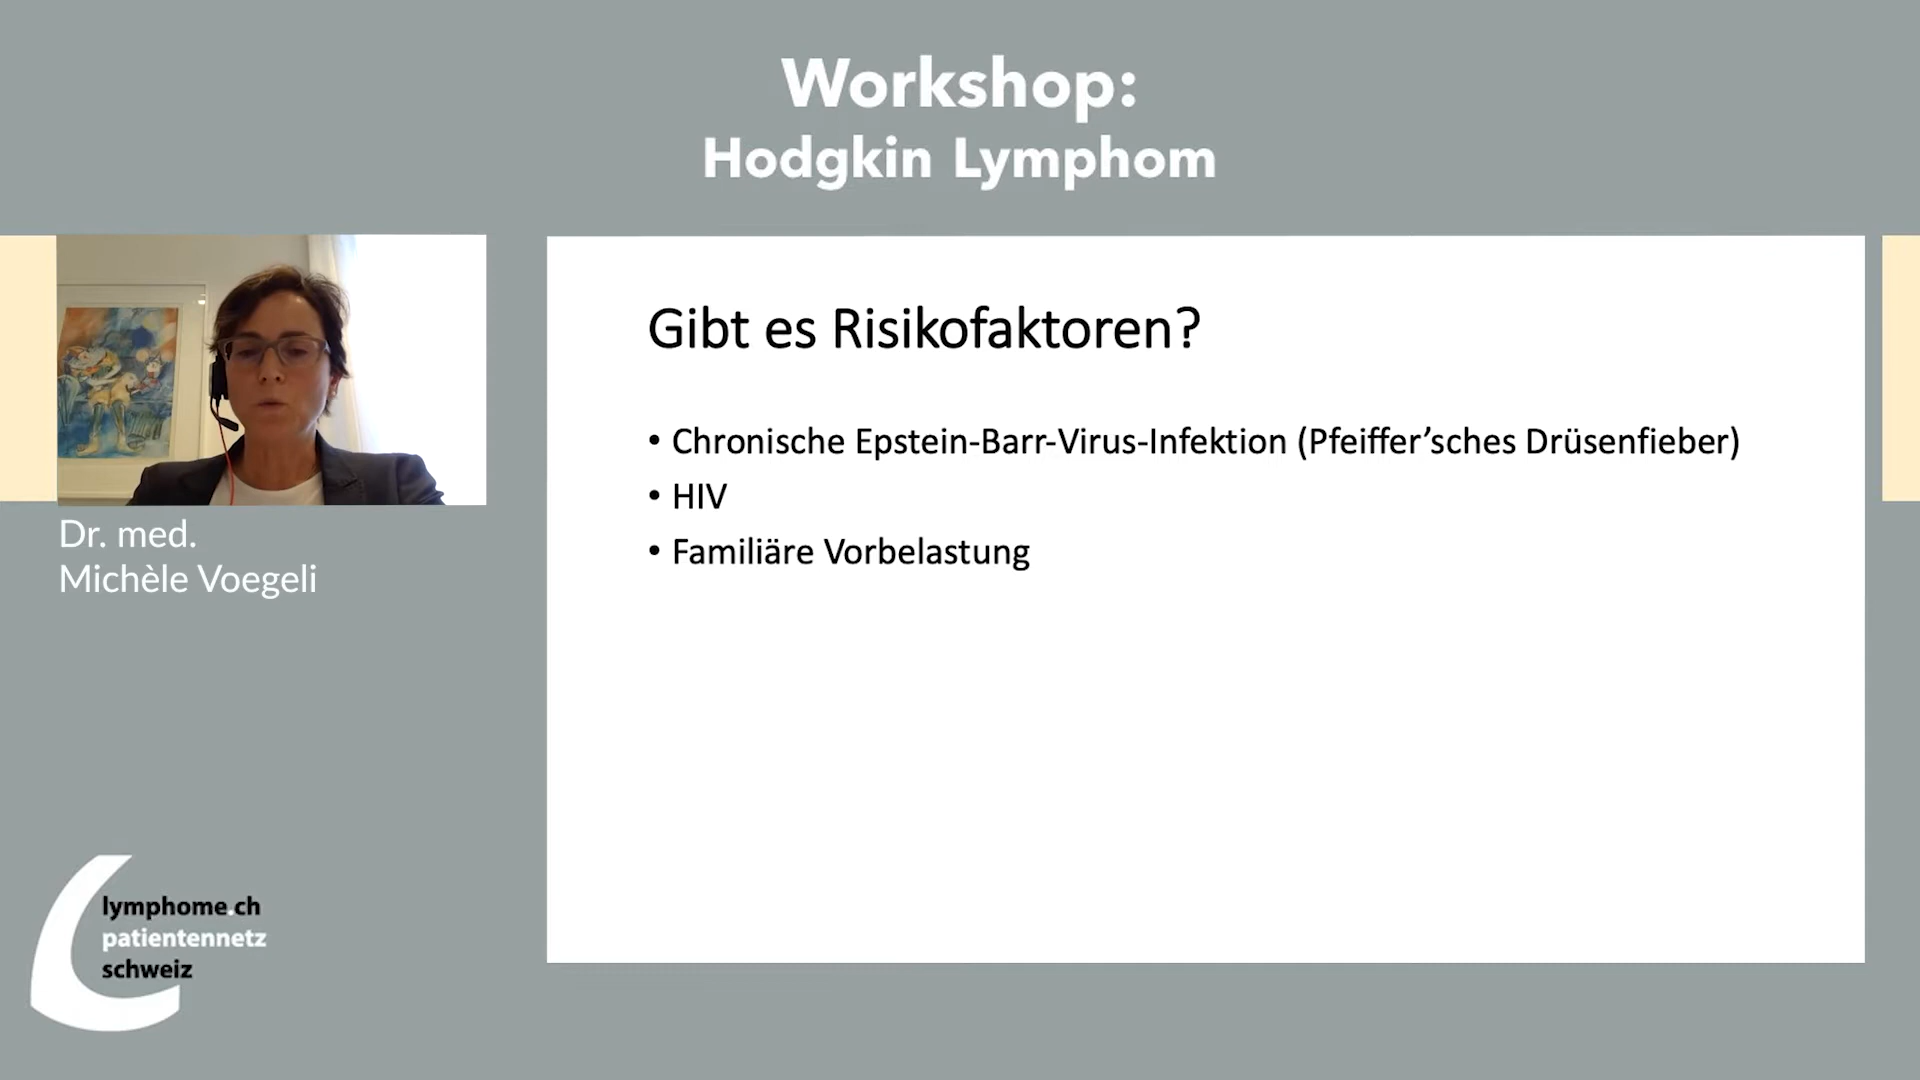 Workshop:
Hodgkin Lymphom
Gibt es Risikofaktoren?
• Chronische Epstein-Barr-Virus-Infektion (Pfeiffer’sches Drüsenfieber)
• HIV
• Familiäre Vorbelastung
Dr. med.
Michèle Voegeli
lymphome.ch
patientennetz
schweiz